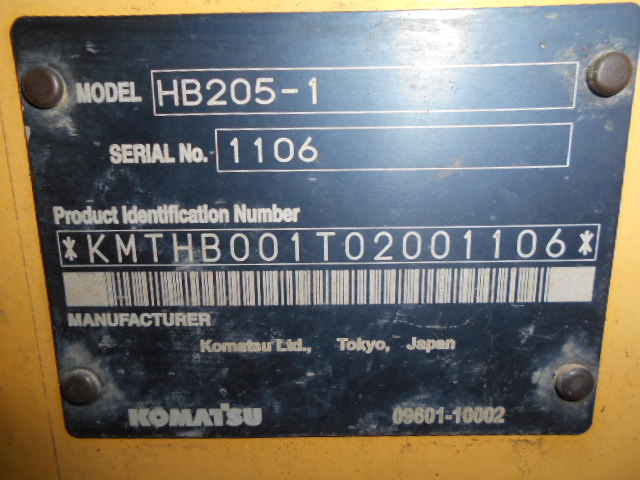 MODEL HB205-1
SERIAL No. 1106
Product Identification Number
*KMTHB001T02001106*
MANUFACTURER
Komatsu Ltd., Tokyo, Japan
KOMATSU 09601-10002